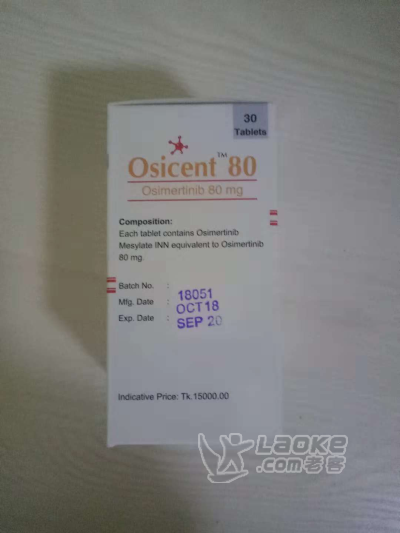 30
Tablets
Osicent™ 80
Osimertinib 80 mg
Composition:
Each tablet contains Osimertinib
Mesylate INN equivalent to Osimertinib
80 mg.
Batch No. : 18051
Mfg. Date : OCT18
Exp. Date : SEP 20
Indicative Price: Tk.15000.00
LAOKE
.com老客